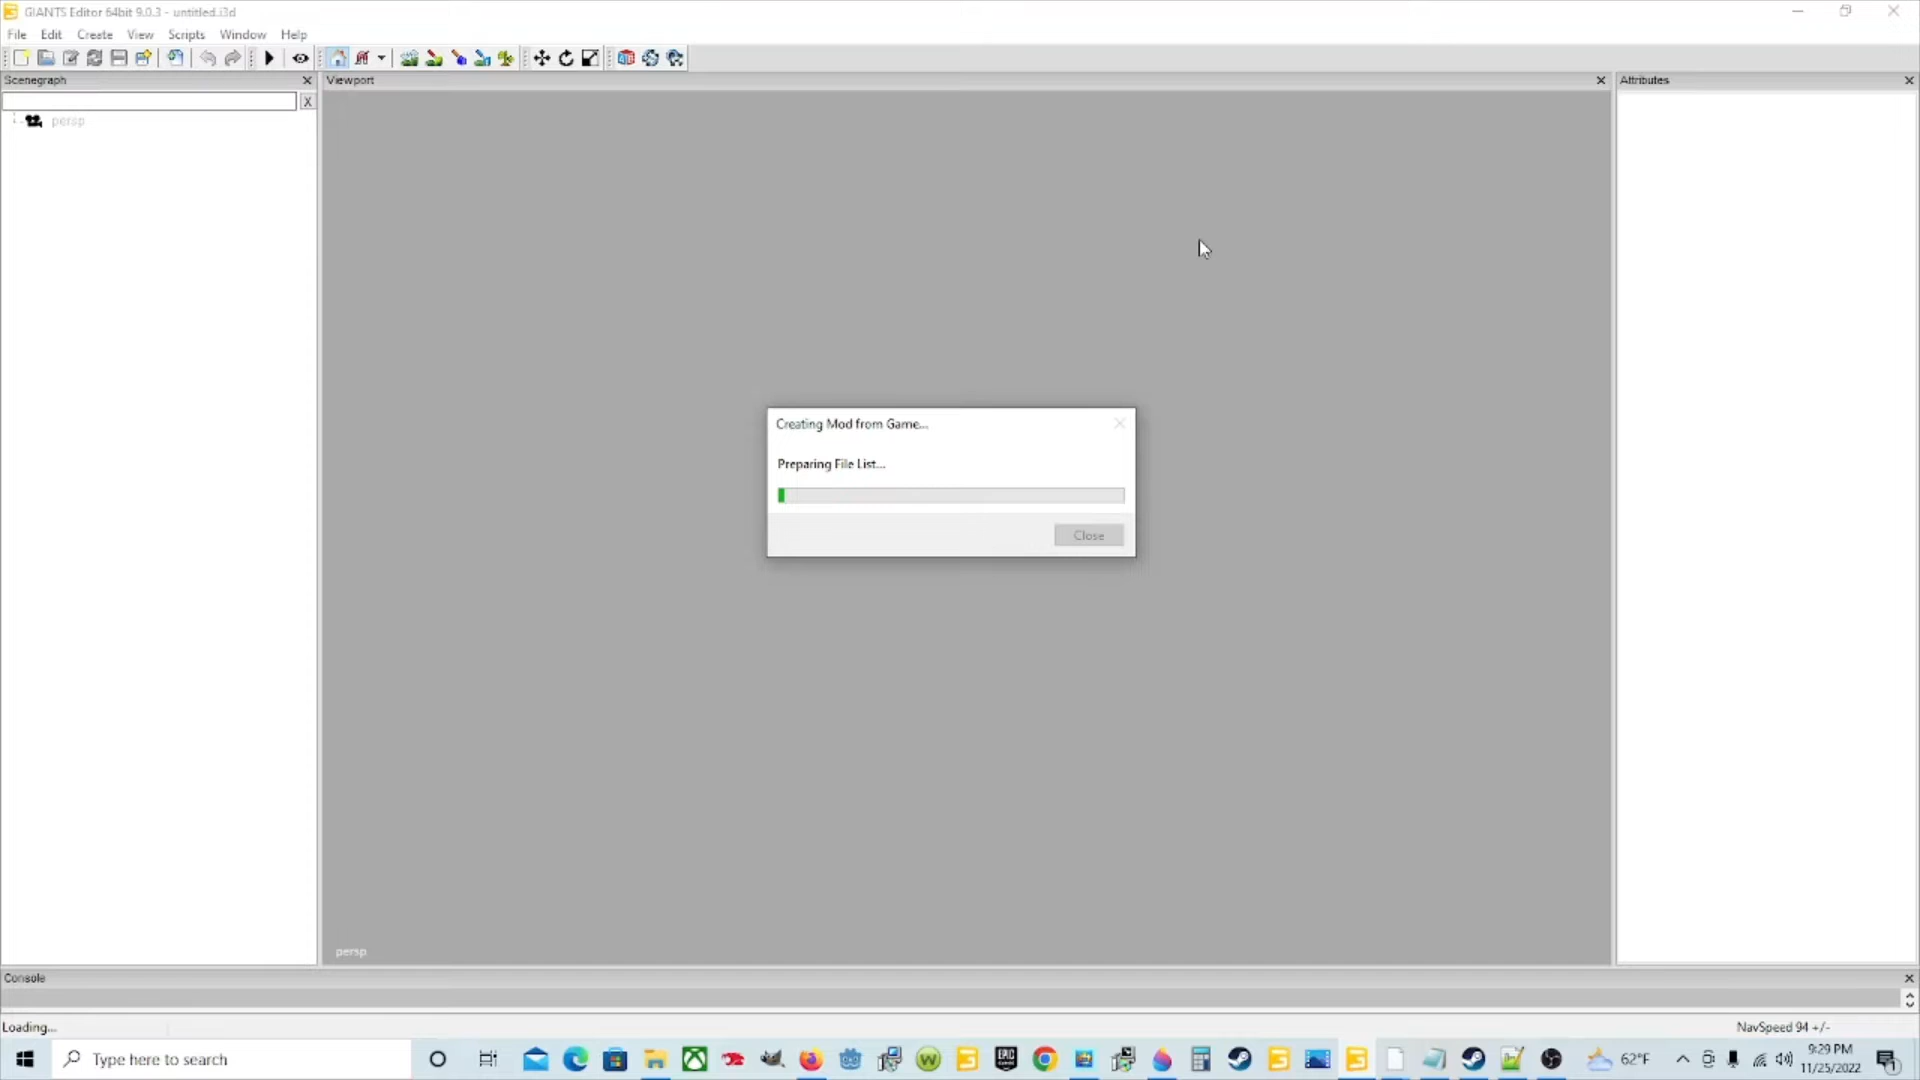 GIANTS Editor 64bit 9.0.3 - untitled.i3d
File Edit Create View Scripts Window Help
Scenegraph
Viewport
Attributes
X
persp
Creating Mod from Game...
Preparing File List...
Close
persp
Console
Loading...
NavSpeed 94 +/-
Type here to search
EPIC
62°F
9:29 PM
11/25/2022